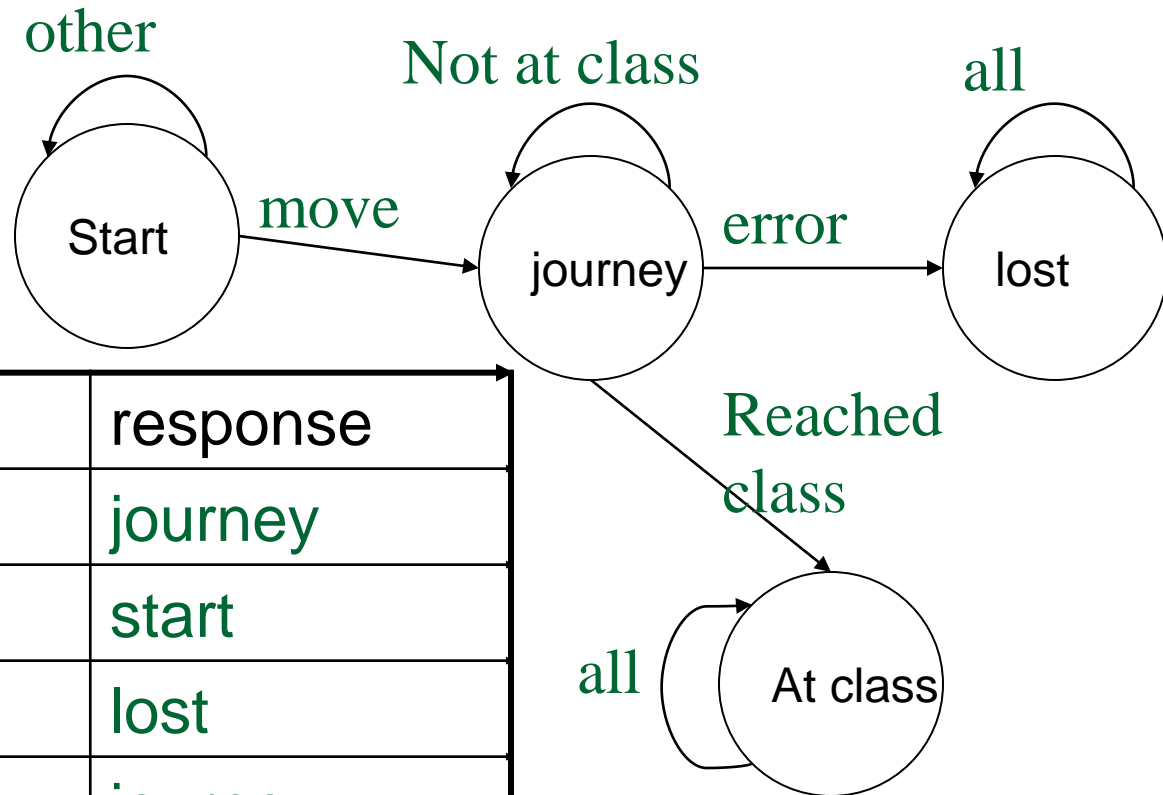 other
Not at class
all
move
error
Start
journey
lost
response
Reached
class
journey
start
lost
all
At class